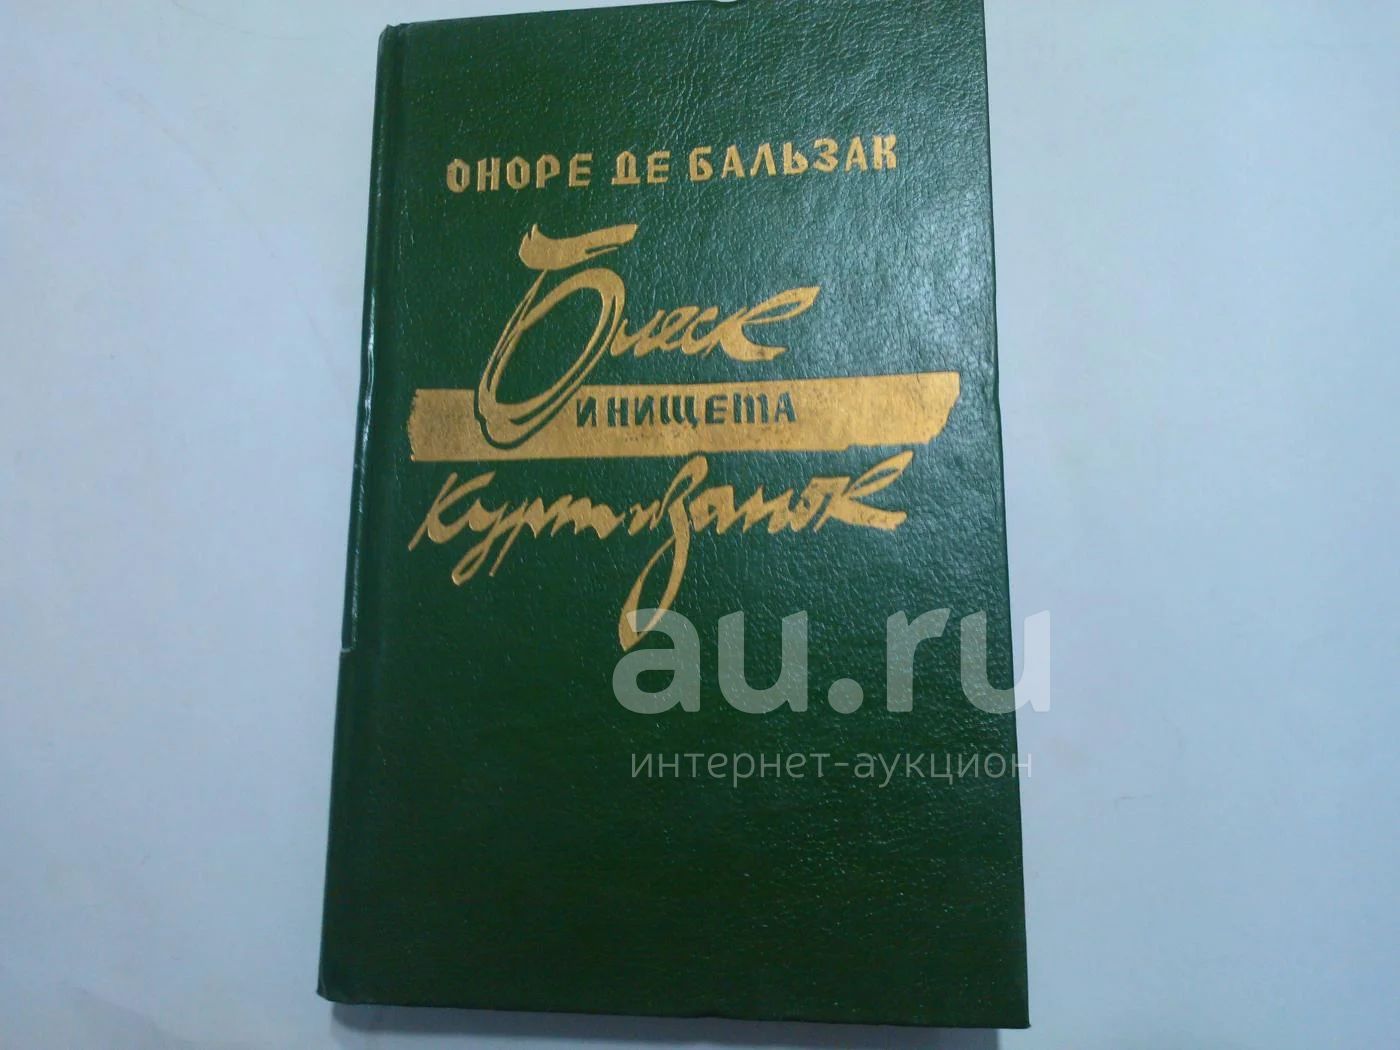 ОНОРЕ ДЕ БАЛЬЗАК
Блеск
И НИЩЕТА
куртизанок
au.ru
интернет-аукцион